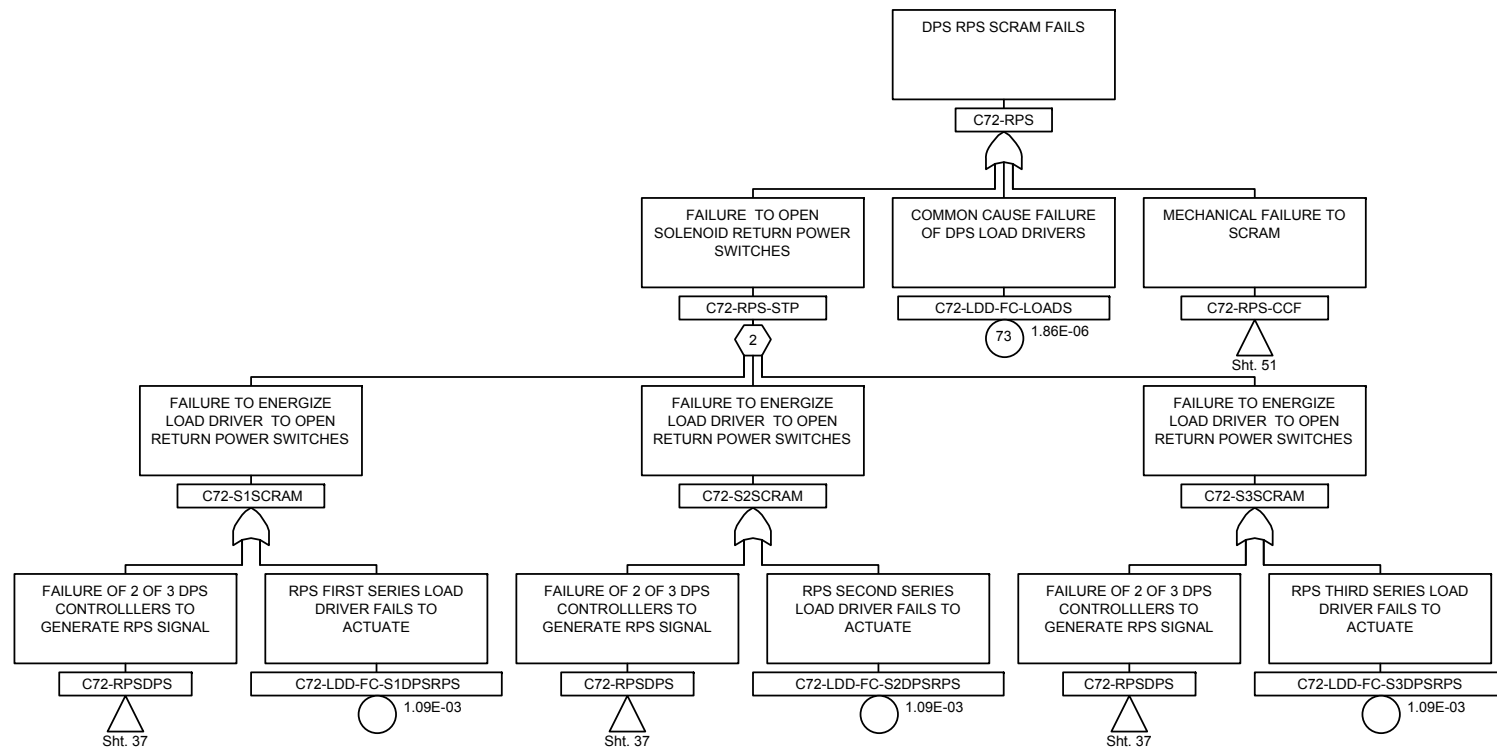 DPS RPS SCRAM FAILS
C72-RPS
FAILURE TO OPEN
SOLENOID RETURN POWER
SWITCHES
C72-RPS-STP
2
COMMON CAUSE FAILURE
OF DPS LOAD DRIVERS
C72-LDD-FC-LOADS
73
1.86E-06
MECHANICAL FAILURE TO
SCRAM
C72-RPS-CCF
Sht. 51
FAILURE TO ENERGIZE
LOAD DRIVER TO OPEN
RETURN POWER SWITCHES
C72-S1SCRAM
FAILURE TO ENERGIZE
LOAD DRIVER TO OPEN
RETURN POWER SWITCHES
C72-S2SCRAM
FAILURE TO ENERGIZE
LOAD DRIVER TO OPEN
RETURN POWER SWITCHES
C72-S3SCRAM
FAILURE OF 2 OF 3 DPS
CONTROLLLERS TO
GENERATE RPS SIGNAL
C72-RPSDPS
Sht. 37
RPS FIRST SERIES LOAD
DRIVER FAILS TO
ACTUATE
C72-LDD-FC-S1DPSRPS
1.09E-03
FAILURE OF 2 OF 3 DPS
CONTROLLLERS TO
GENERATE RPS SIGNAL
C72-RPSDPS
Sht. 37
RPS SECOND SERIES
LOAD DRIVER FAILS TO
ACTUATE
C72-LDD-FC-S2DPSRPS
1.09E-03
FAILURE OF 2 OF 3 DPS
CONTROLLLERS TO
GENERATE RPS SIGNAL
C72-RPSDPS
Sht. 37
RPS THIRD SERIES LOAD
DRIVER FAILS TO
ACTUATE
C72-LDD-FC-S3DPSRPS
1.09E-03